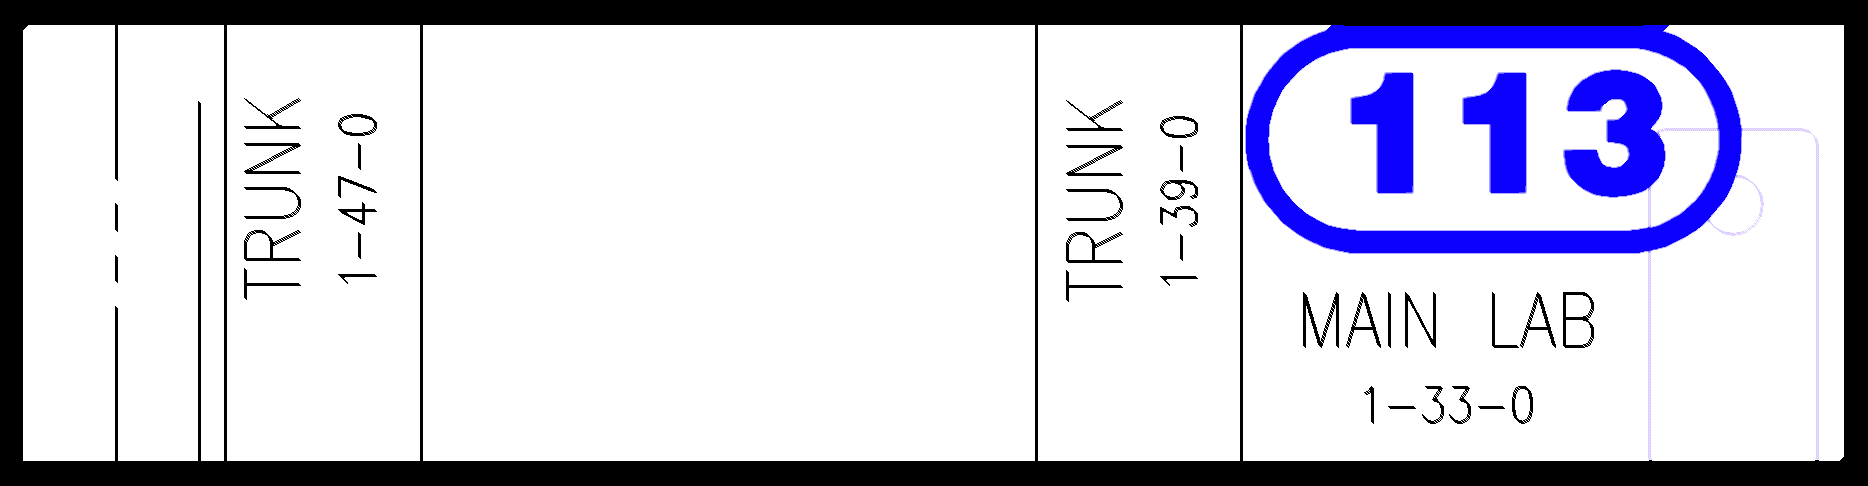 TRUNK
1-47-0
TRUNK
1-39-0
113
MAIN LAB
1-33-0